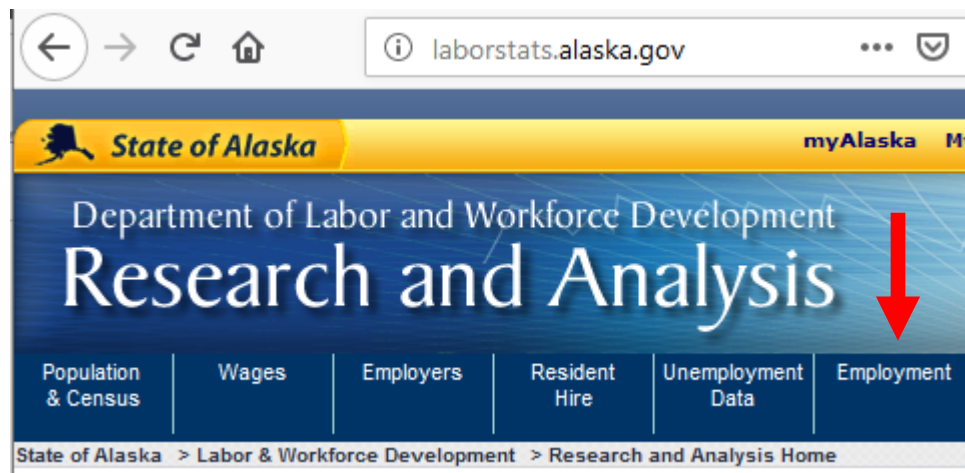 laborstats.alaska.gov
State of Alaska
myAlaska
Department of Labor and Workforce Development
Research and Analysis
Population & Census
Wages
Employers
Resident Hire
Unemployment Data
Employment
State of Alaska > Labor & Workforce Development > Research and Analysis Home